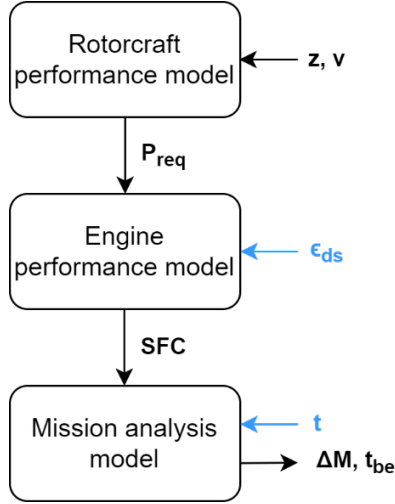 Rotorcraft
performance model
z, v
P_req
Engine
performance model
ϵ_ds
SFC
Mission analysis
model
t
ΔM, t_be